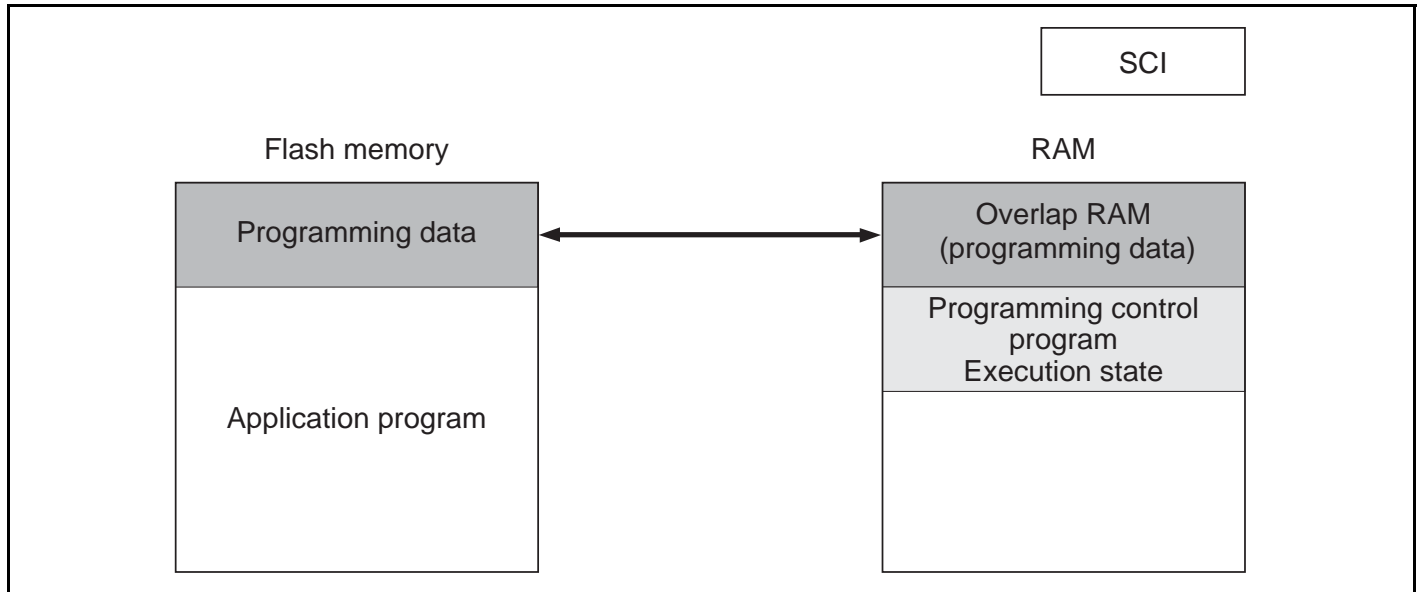 SCI
Flash memory
RAM
Programming data
Overlap RAM
(programming data)
Programming control
program
Execution state
Application program